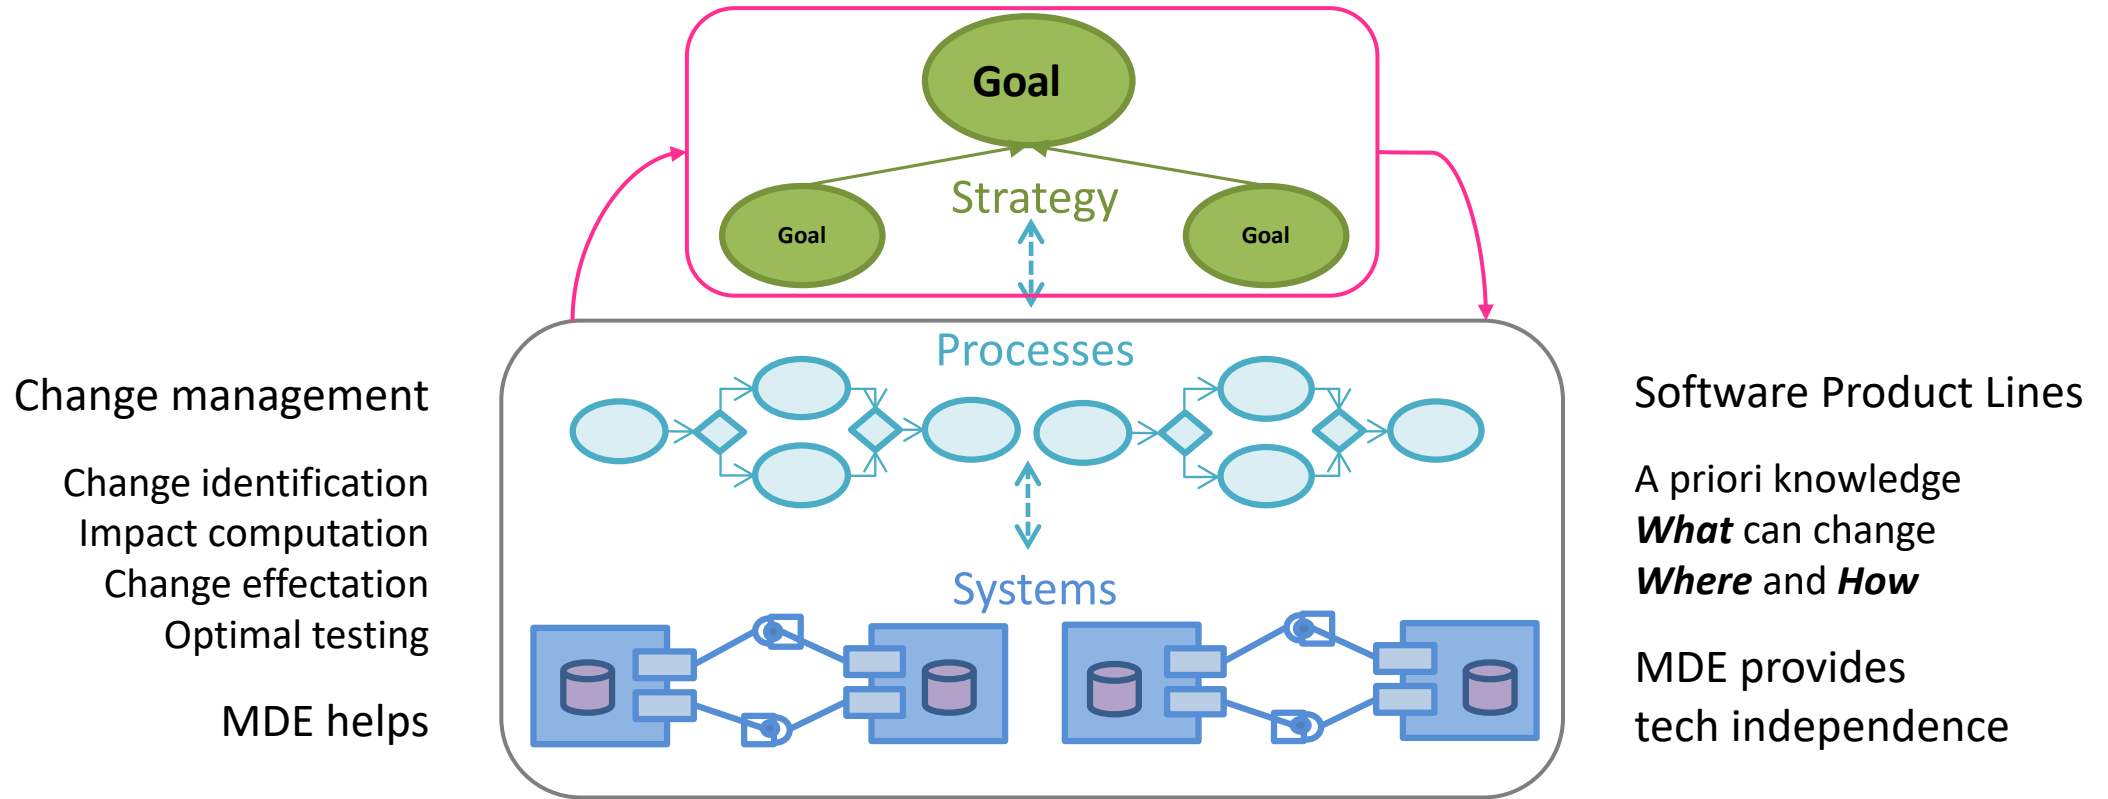 Goal
Strategy
Goal
Goal
Processes
Systems
Change management
Change identification
Impact computation
Change effectation
Optimal testing
MDE helps
Software Product Lines
A priori knowledge
What can change
Where and How
MDE provides
tech independence